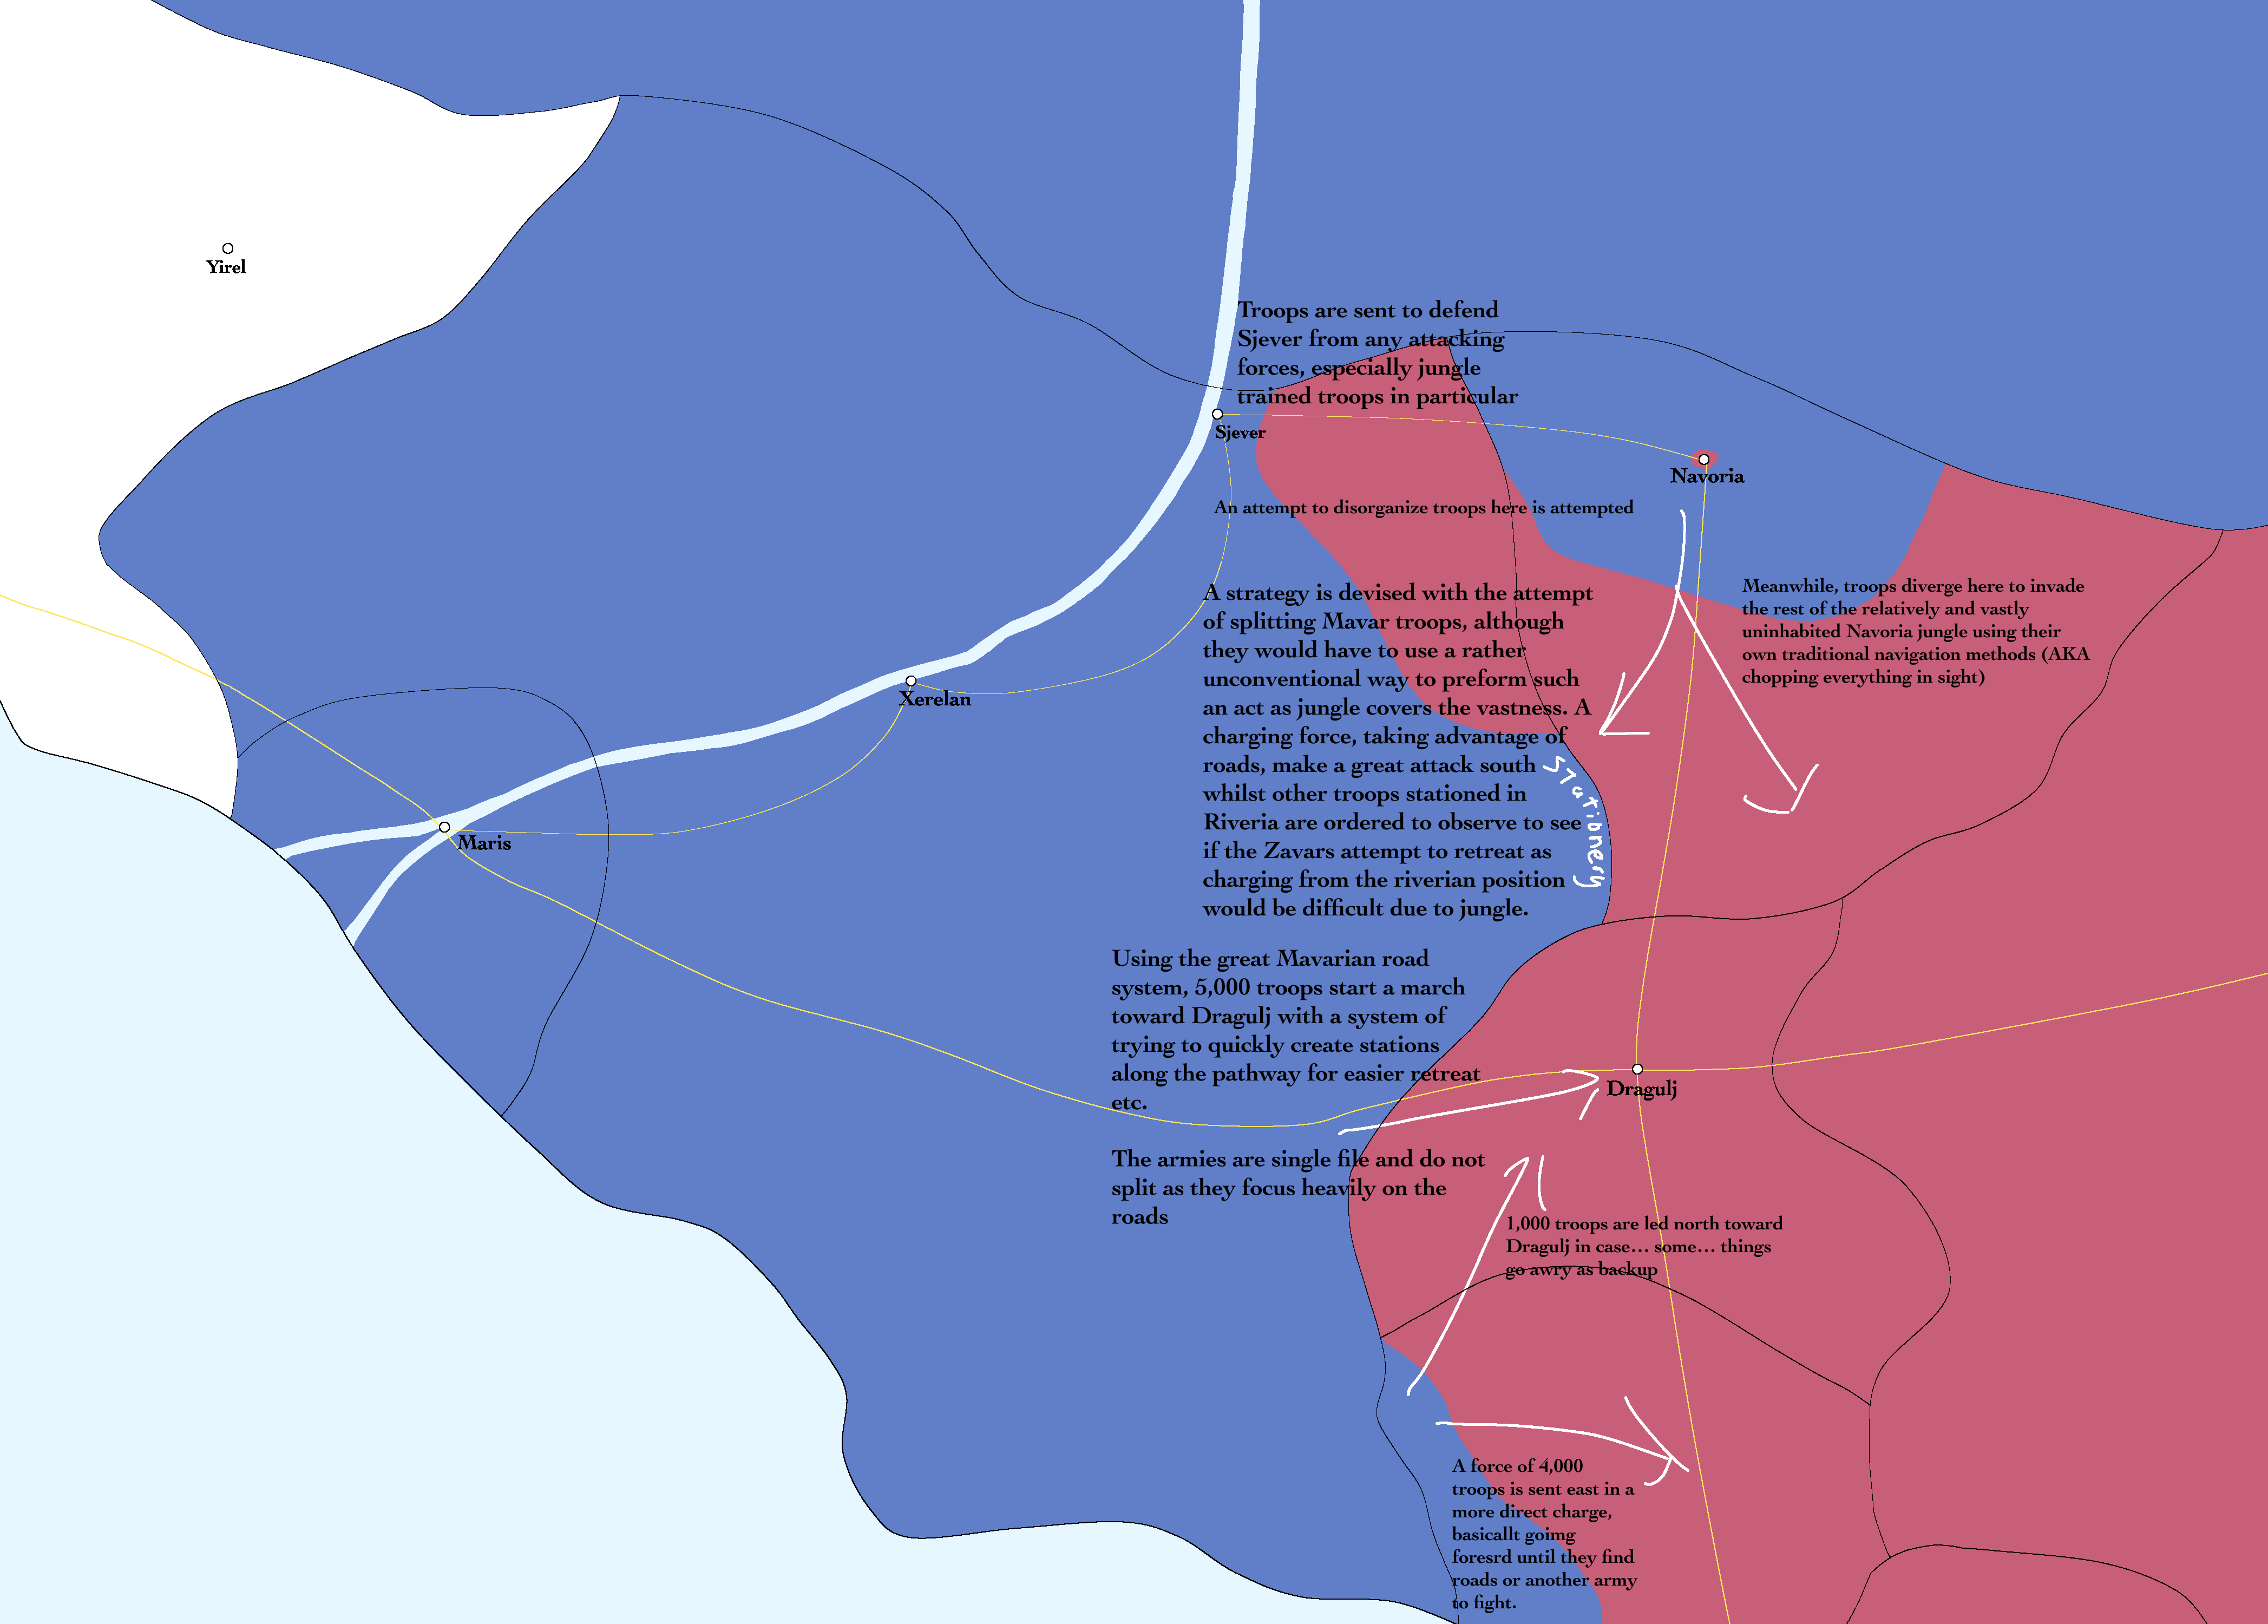 Yirel
Troops are sent to defend
Sjever from any attacking
forces, especially jungle
trained troops in particular
Sjever
Navoria
An attempt to disorganize troops here is attempted
Meanwhile, troops diverge here to invade
the rest of the relatively and vastly
uninhabited Navoria jungle using their
own traditional navigation methods (AKA
chopping everything in sight)
A strategy is devised with the attempt
of splitting Mavar troops, although
they would have to use a rather
unconventional way to preform such
an act as jungle covers the vastness. A
charging force, taking advantage of
roads, make a great attack south
whilst other troops stationed in
Riveria are ordered to observe to see
if the Zavars attempt to retreat as
charging from the riverian position
would be difficult due to jungle.
Stationery
Xerelan
Maris
Using the great Mavarian road
system, 5,000 troops start a march
toward Dragulj with a system of
trying to quickly create stations
along the pathway for easier retreat
etc.
Dragulj
The armies are single file and do not
split as they focus heavily on the
roads
1,000 troops are led north toward
Dragulj in case... some... things
go awry as backup
A force of 4,000
troops is sent east in a
more direct charge,
basicallt goimg
foresrd until they find
roads or another army
to fight.